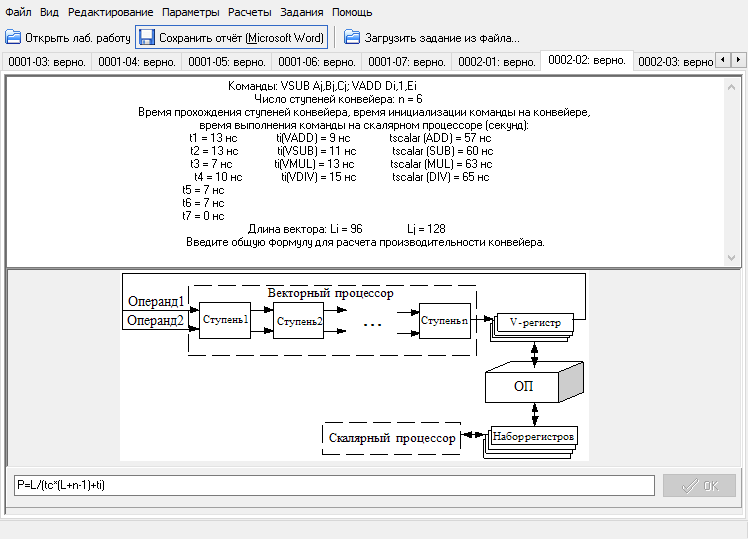 Файл Вид Редактирование Параметры Расчеты Задания Помощь
Открыть лаб. работу Сохранить отчёт (Microsoft Word) Загрузить задание из файла...
0001-03: верно. 0001-04: верно. 0001-05: верно. 0001-06: верно. 0001-07: верно. 0002-01: верно. 0002-02: верно. 0002-03: верно
Команды: VSUB Aj,Bj,Cj; VADD Di,1,Ei
Число ступеней конвейера: n = 6
Время прохождения ступеней конвейера, время инициализации команды на конвейере,
время выполнения команды на скалярном процессоре (секунд):
t1 = 13 нс ti(VADD) = 9 нс tscalar (ADD) = 57 нс
t2 = 13 нс ti(VSUB) = 11 нс tscalar (SUB) = 60 нс
t3 = 7 нс ti(VMUL) = 13 нс tscalar (MUL) = 63 нс
t4 = 10 нс ti(VDIV) = 15 нс tscalar (DIV) = 65 нс
t5 = 7 нс
t6 = 7 нс
t7 = 0 нс
Длина вектора: Li = 96 Lj = 128
Введите общую формулу для расчета производительности конвейера.
Векторный процессор
Операнд1
Операнд2
Ступень1 Ступень2 ... Ступень n
V-регистр
ОП
Скалярный процессор
Набор регистров
P=L/(tc*(L+n-1)+ti)
OK